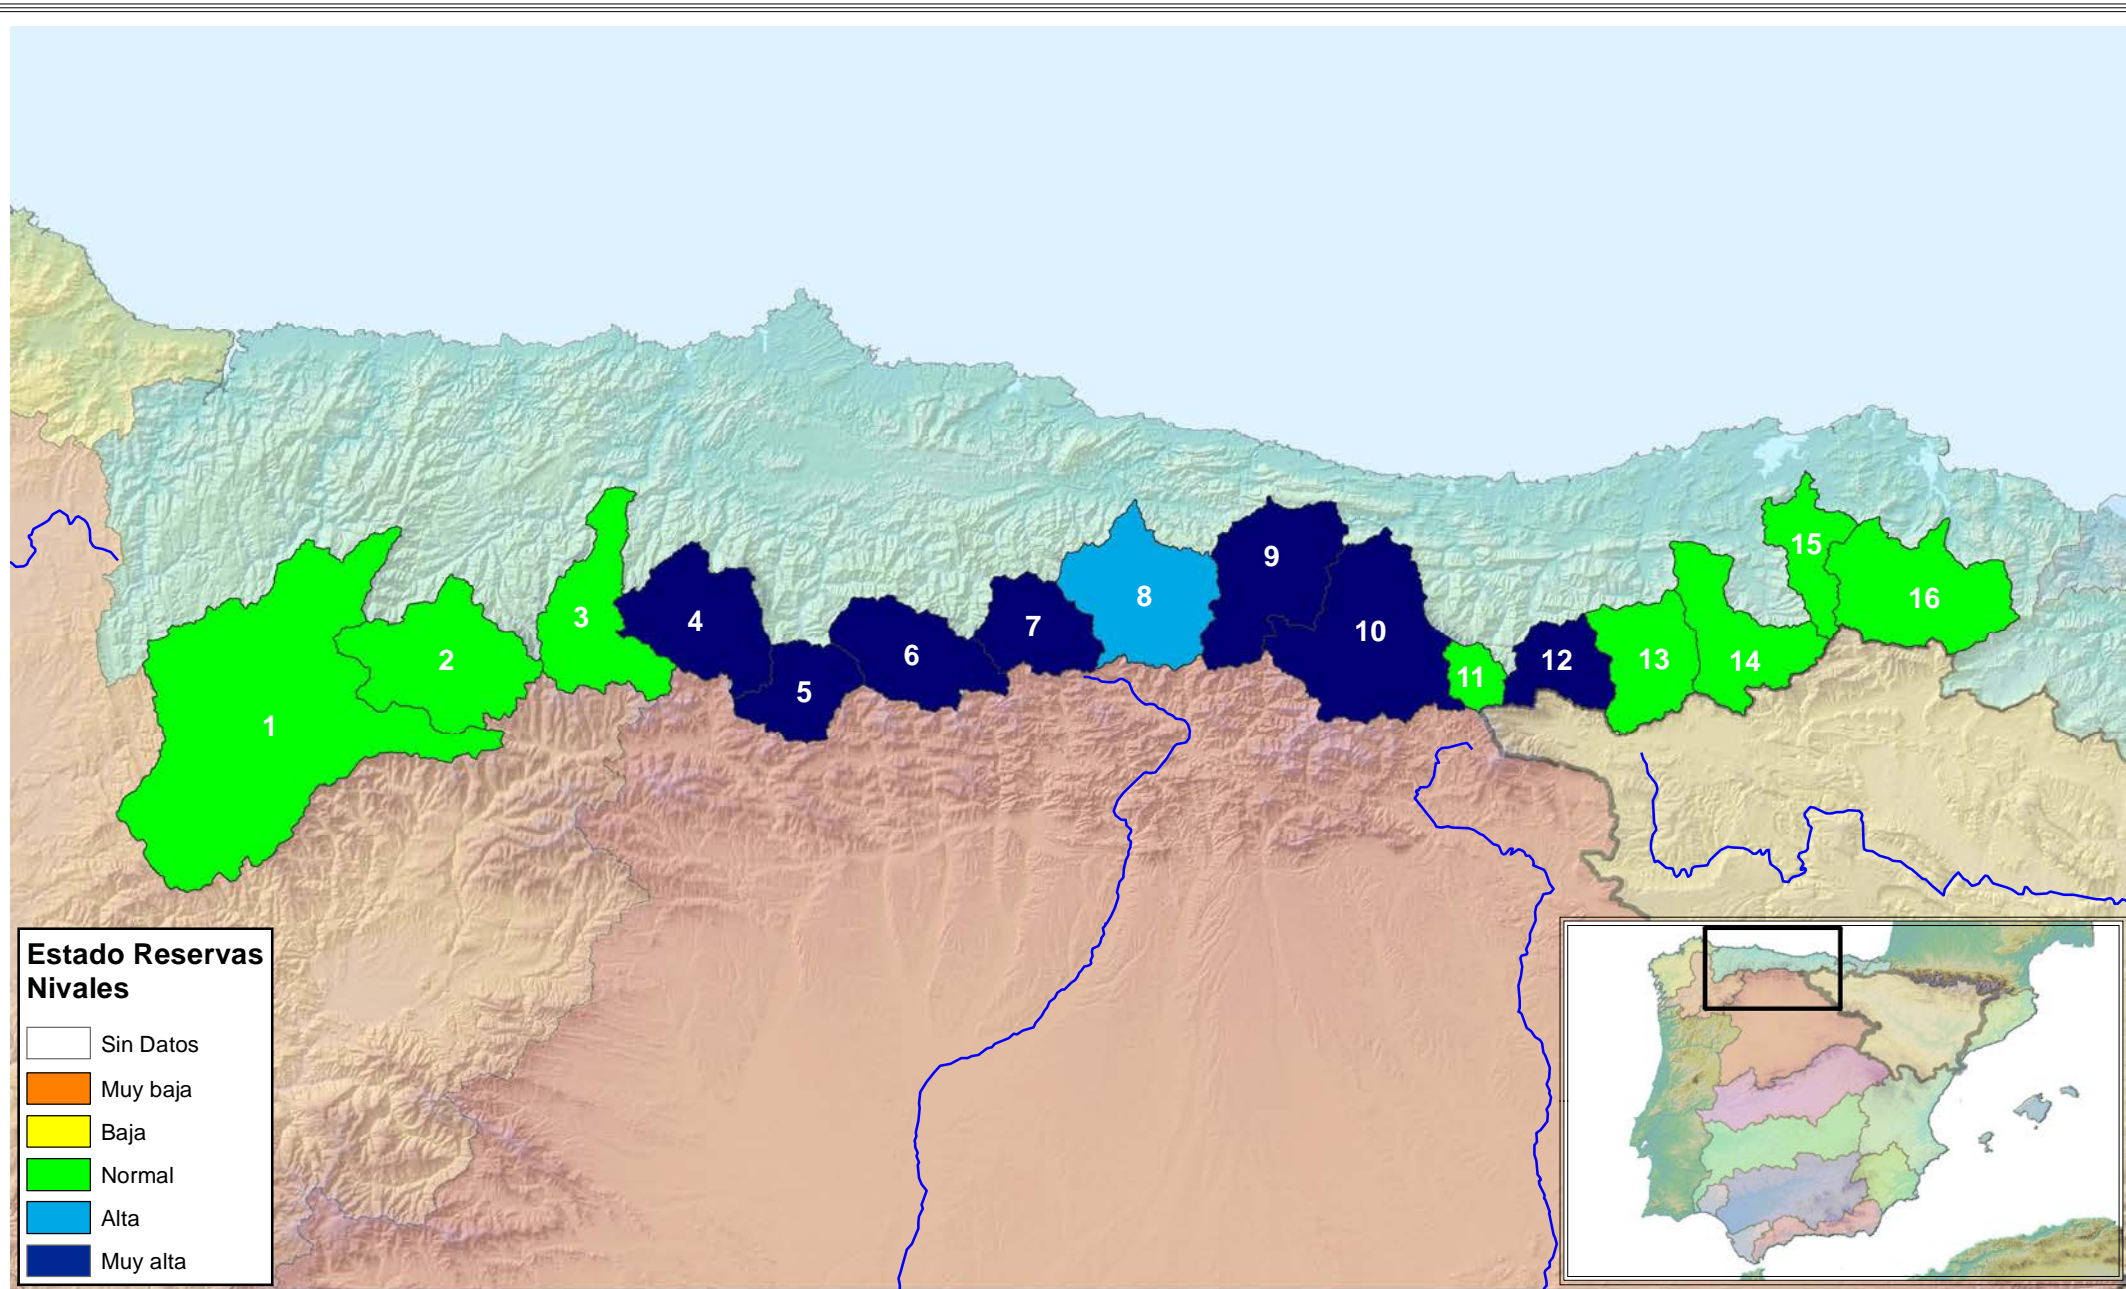 9
8
15
16
3
4
7
10
6
2
12
13
14
11
5
1
Estado Reservas
Nivales
Sin Datos
Muy baja
Baja
Normal
Alta
Muy alta